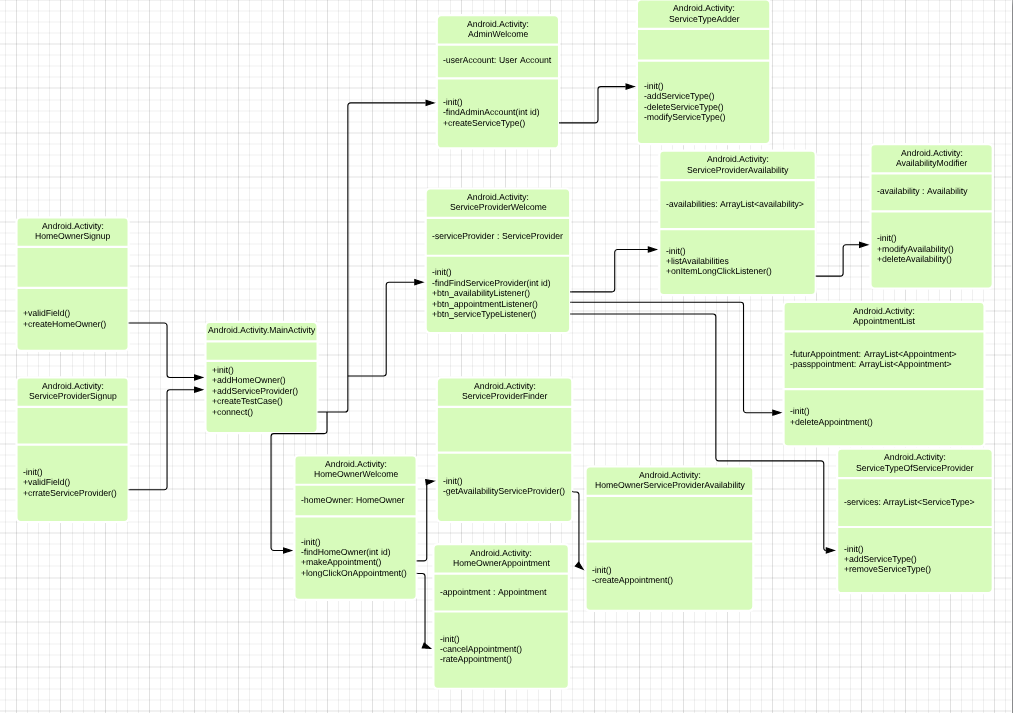 Android.Activity:
AdminWelcome
-userAccount: User Account
-init()
-findAdminAccount(int id)
+createServiceType()
Android.Activity:
ServiceTypeAdder
-init()
-addServiceType()
-deleteServiceType()
-modifyServiceType()
Android.Activity:
ServiceProviderAvailability
-availabilities: ArrayList<availability>
-init()
+listAvailabilities
+onItemLongClickListener()
Android.Activity:
AvailabilityModifier
-availability : Availability
-init()
+modifyAvailability()
+deleteAvailability()
Android.Activity:
ServiceProviderWelcome
-serviceProvider : ServiceProvider
-init()
-findFindServiceProvider(int id)
+btn_availabilityListener()
+btn_appointmentListener()
+btn_serviceTypeListener()
Android.Activity:
HomeOwnerSignup
+validField()
+createHomeOwner()
Android.Activity.MainActivity
+init()
+addHomeOwner()
+addServiceProvider()
+createTestCase()
+connect()
Android.Activity:
AppointmentList
-futurAppointment: ArrayList<Appointment>
-passppointment: ArrayList<Appointment>
-init()
+deleteAppointment()
Android.Activity:
ServiceProviderSignup
-init()
+validField()
+crrateServiceProvider()
Android.Activity:
ServiceProviderFinder
-init()
-getAvailabilityServiceProvider()
Android.Activity:
HomeOwnerWelcome
-homeOwner: HomeOwner
-init()
-findHomeOwner(int id)
+makeAppointment()
+longClickOnAppointment()
Android.Activity:
HomeOwnerServiceProviderAvailability
-init()
-createAppointment()
Android.Activity:
ServiceTypeOfServiceProvider
-services: ArrayList<ServiceType>
-init()
+addServiceType()
+removeServiceType()
Android.Activity:
HomeOwnerAppointment
-appointment : Appointment
-init()
-cancelAppointment()
-rateAppointment()